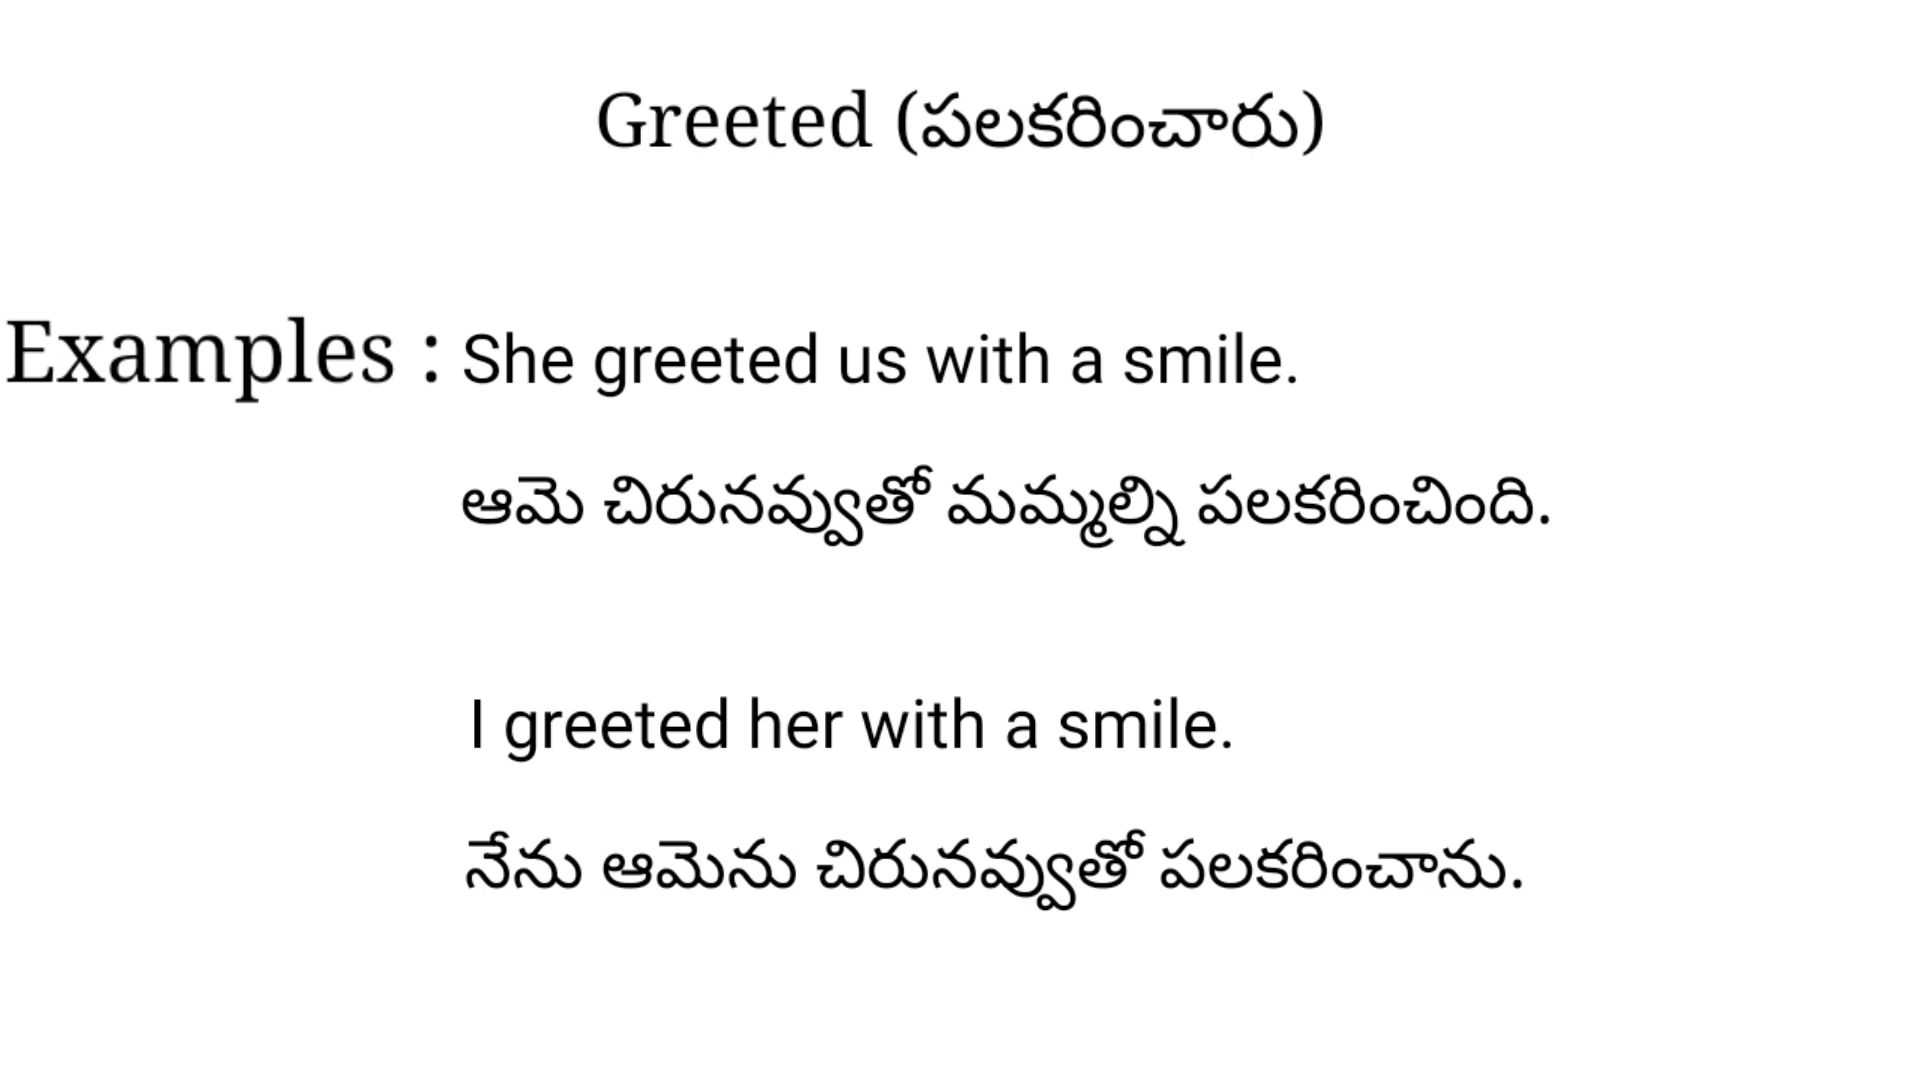 Greeted (పలకరించారు)
Examples : She greeted us with a smile.
ఆమె చిరునవ్వుతో మమ్మల్ని పలకరించింది.
I greeted her with a smile.
నేను ఆమెను చిరునవ్వుతో పలకరించాను.